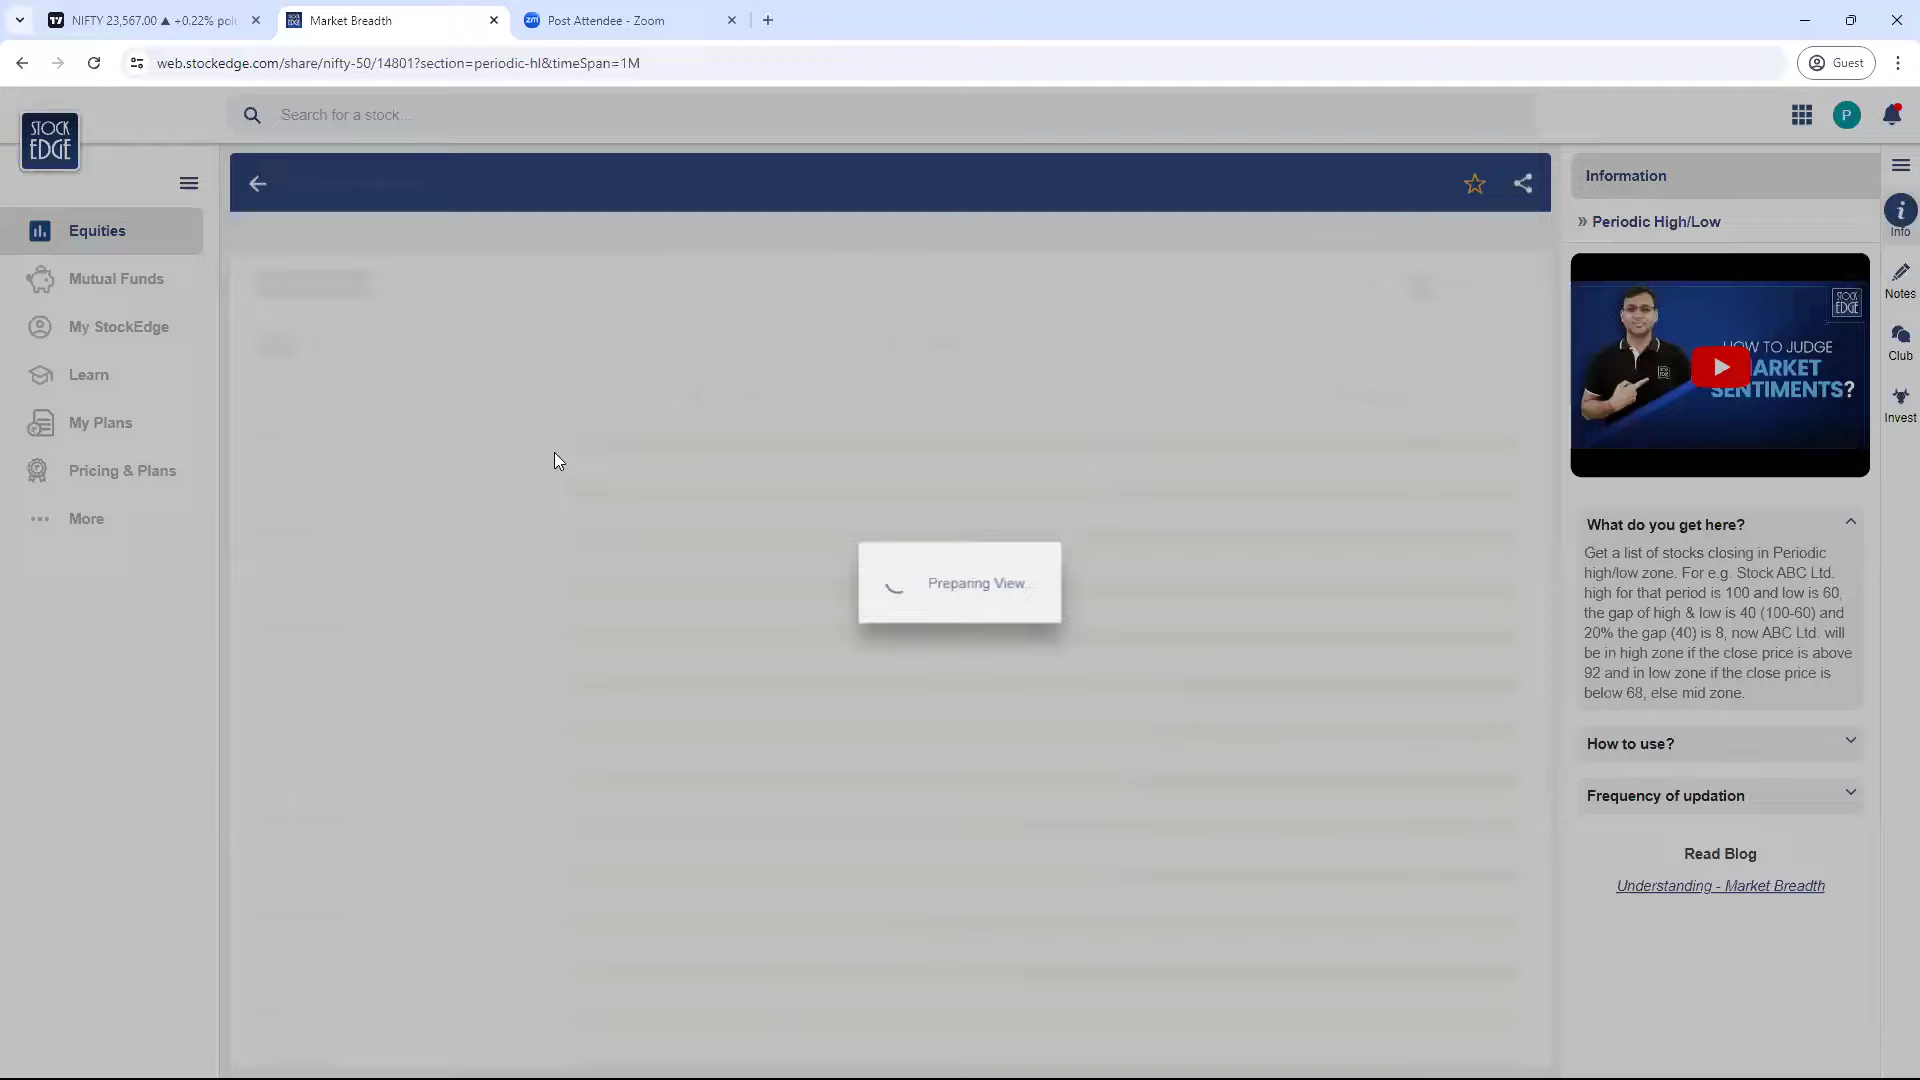 NIFTY 23,567.00 ▲ +0.22%
Market Breadth
zm Post Attendee - Zoom
web.stockedge.com/share/nifty-50/14801?section=periodic-hl&timeSpan=1M
Guest
STOCK EDGE
Search for a stock...
P
Equities
Mutual Funds
My StockEdge
Learn
My Plans
Pricing & Plans
More
Preparing View...
Information
» Periodic High/Low
STOCK EDGE
HOW TO JUDGE
MARKET
SENTIMENTS?
What do you get here?
Get a list of stocks closing in Periodic
high/low zone. For e.g. Stock ABC Ltd.
high for that period is 100 and low is 60,
the gap of high & low is 40 (100-60) and
20% the gap (40) is 8, now ABC Ltd. will
be in high zone if the close price is above
92 and in low zone if the close price is
below 68, else mid zone.
How to use?
Frequency of updation
Read Blog
Understanding - Market Breadth
Info
Notes
Club
Invest